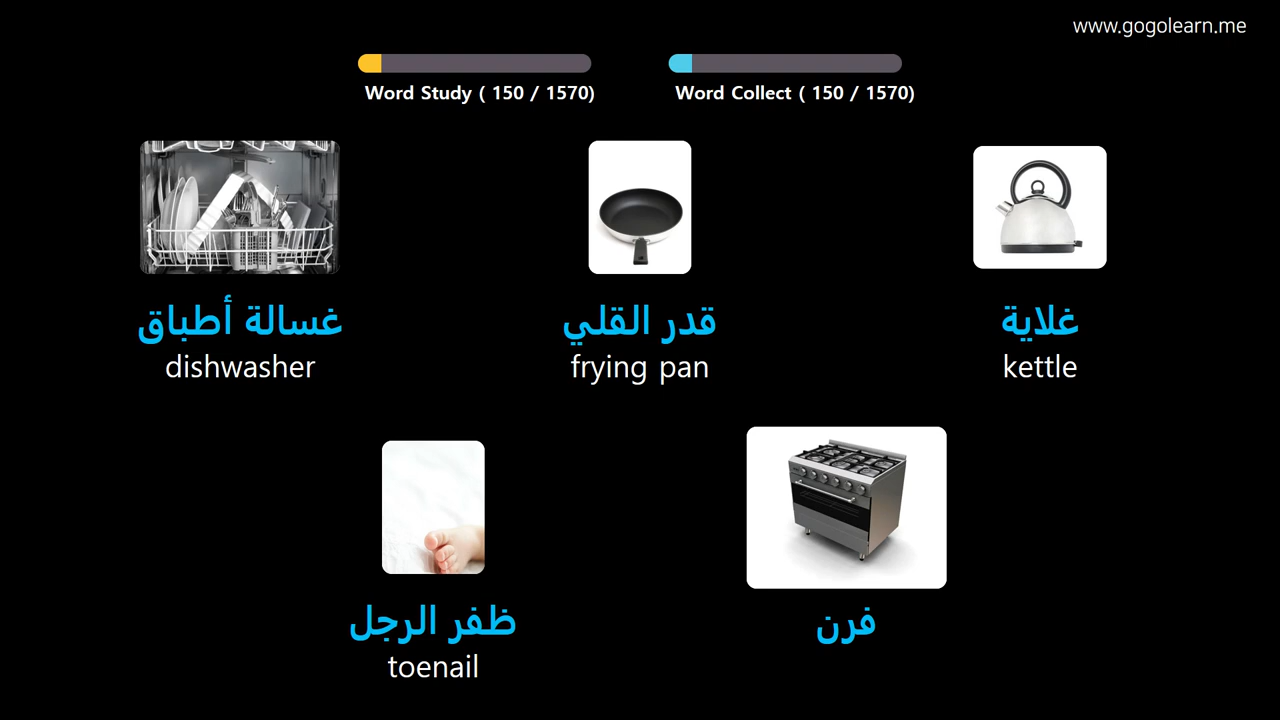 www.gogolearn.me
Word Study ( 150 / 1570)
Word Collect ( 150 / 1570)
غسالة أطباق
dishwasher
قدر القلي
frying pan
غلاية
kettle
ظفر الرجل
toenail
فرن